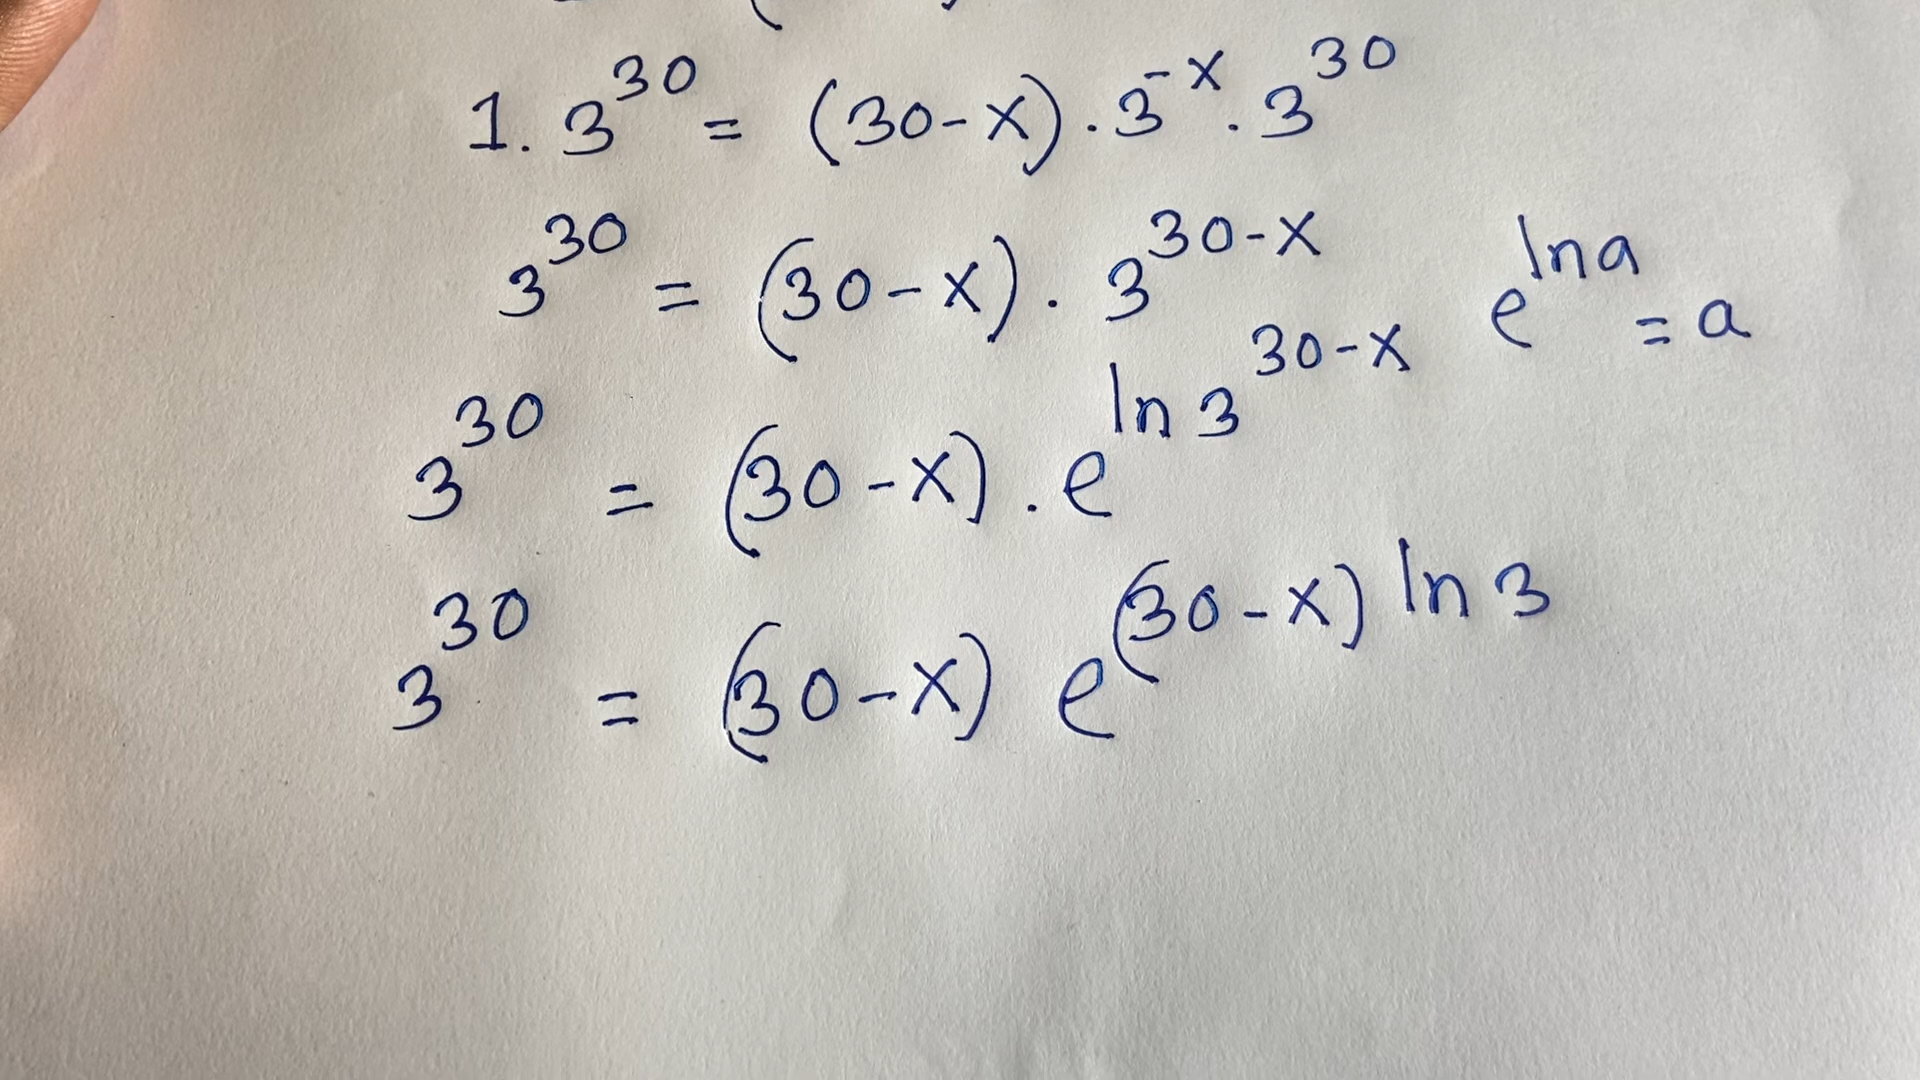 1. 3^30 = (30-x) . 3^-x . 3^30
3^30 = (30-x) . 3^30-x
e^ln a = a
3^30 = (30-x) . e^ln 3^30-x
3^30 = (30-x) e^(30-x) ln 3